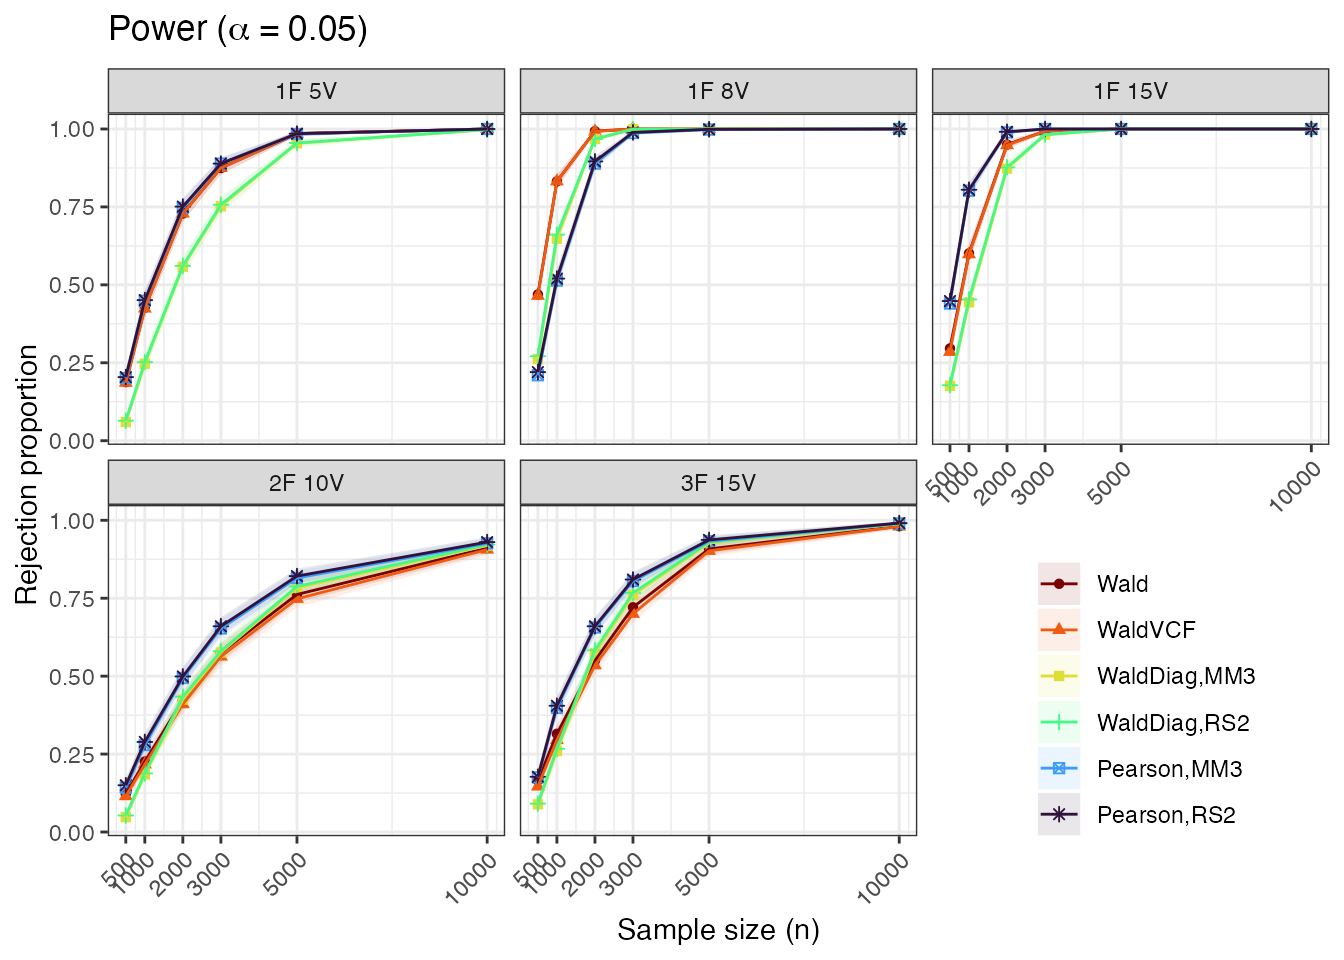 Power (α = 0.05)
1F 5V
1F 8V
1F 15V
1.00
0.75
0.50
0.25
0.00
500
1000
2000
3000
5000
10000
2F 10V
3F 15V
1.00
0.75
0.50
0.25
0.00
Rejection proportion
Wald
WaldVCF
WaldDiag,MM3
WaldDiag,RS2
Pearson,MM3
Pearson,RS2
500
1000
2000
3000
5000
10000
500
1000
2000
3000
5000
10000
Sample size (n)